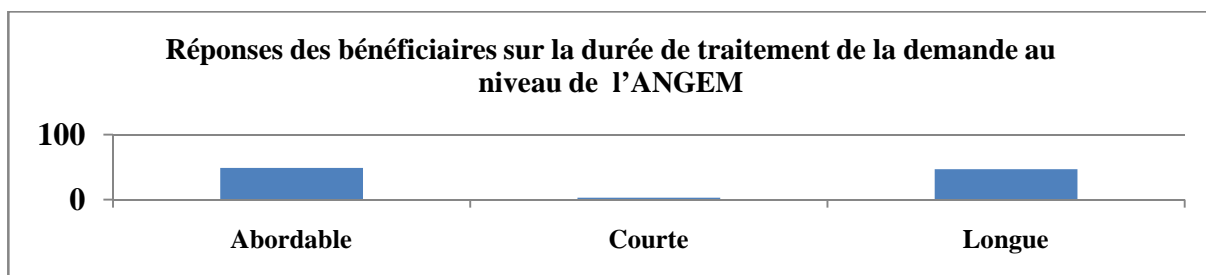 Réponses des bénéficiaires sur la durée de traitement de la demande au
niveau de l’ANGEM
100
0
Abordable Courte Longue